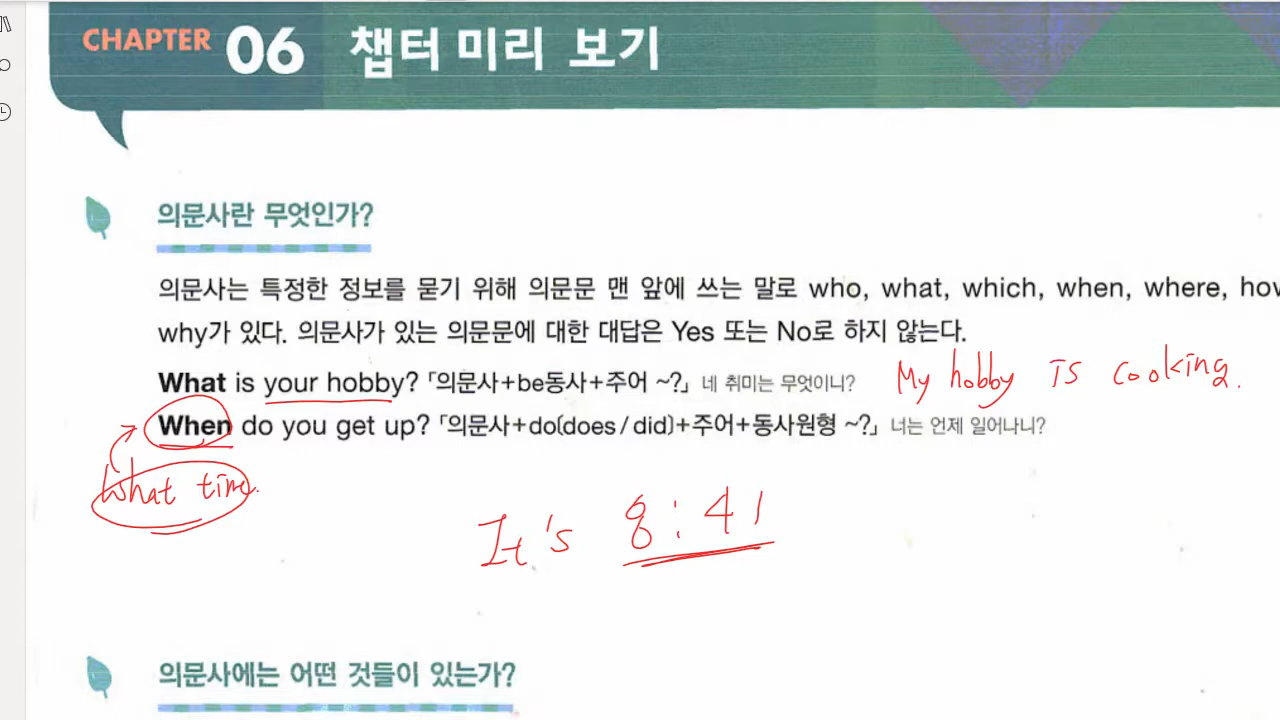 CHAPTER 06 챕터 미리 보기
의문사란 무엇인가?
의문사는 특정한 정보를 묻기 위해 의문문 맨 앞에 쓰는 말로 who, what, which, when, where,
why가 있다. 의문사가 있는 의문문에 대한 대답은 Yes 또는 No로 하지 않는다.
What is your hobby? 「의문사+be동사+주어 ~?」 네 취미는 무엇이니? My hobby is cooking.
When do you get up? 「의문사+do(does / did)+주어+동사원형 ~?」 너는 언제 일어나니?
What time.
It's 8:41
의문사에는 어떤 것들이 있는가?